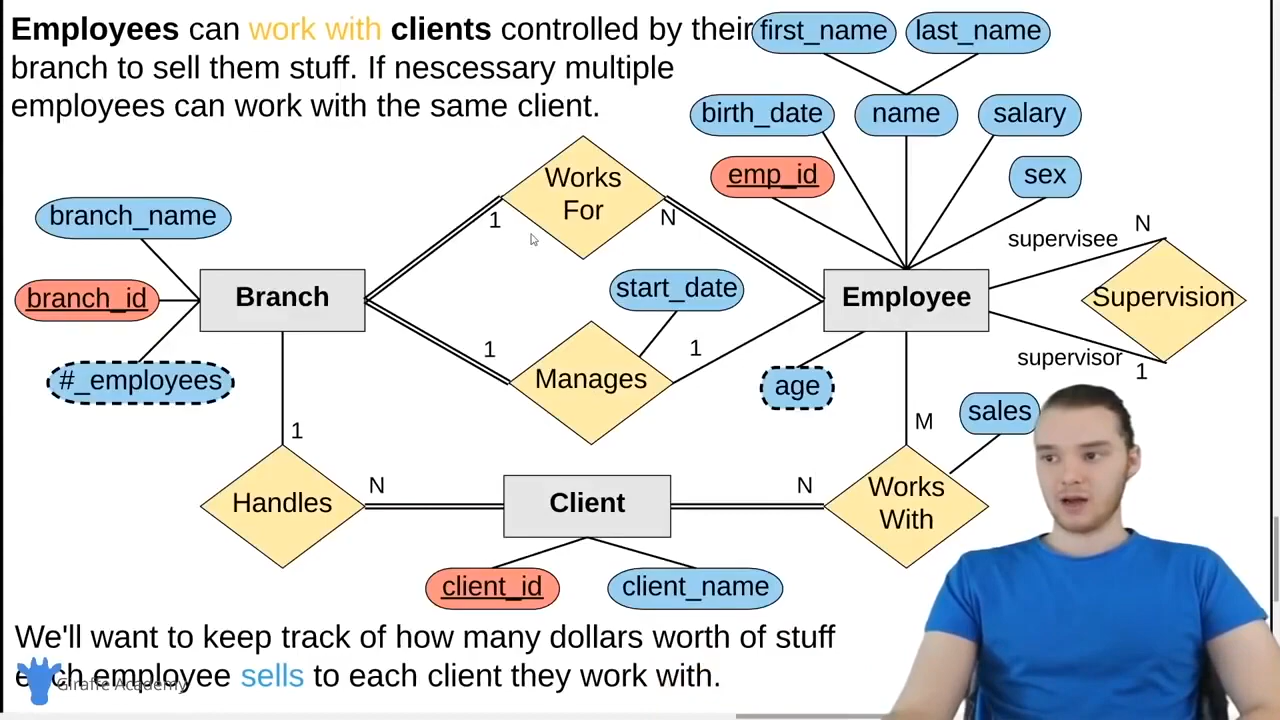 Employees can work with clients controlled by their
branch to sell them stuff. If nescessary multiple
employees can work with the same client.
first_name
last_name
birth_date
name
salary
emp_id
sex
branch_name
Works
For
1
N
supervisee
N
branch_id
Branch
start_date
Employee
Supervision
#_employees
1
Manages
1
age
supervisor
1
sales
1
M
Handles
N
Client
N
Works
With
client_id
client_name
We'll want to keep track of how many dollars worth of stuff
each employee sells to each client they work with.
Giraffe Academy